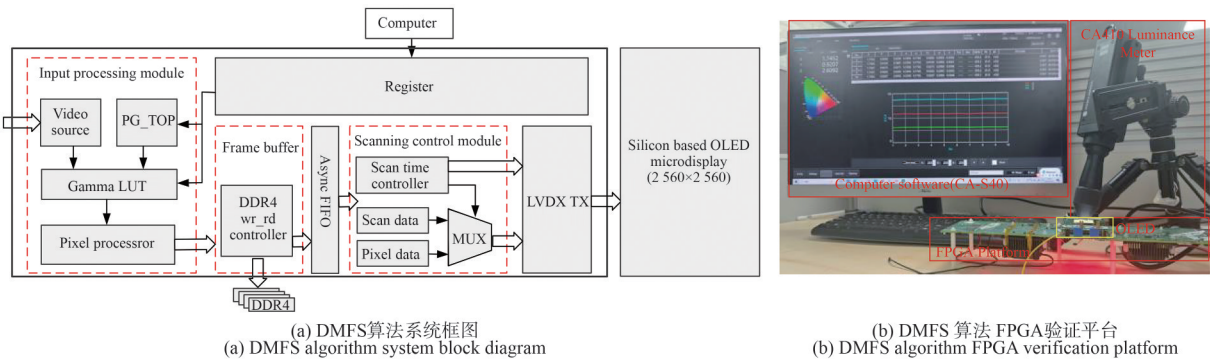 Computer
Input processing module
Register
Video
source
PG_TOP
Gamma LUT
Pixel processror
Frame buffer
DDR4
wr_rd
controller
DDR4
Async FIFO
Scanning control module
Scan time
controller
Scan data
Pixel data
MUX
LVDX TX
Silicon based OLED
microdisplay
(2 560×2 560)
(a) DMFS算法系统框图
(a) DMFS algorithm system block diagram
CA410 Luminance
Meter
Computer software(CA-S40)
OLED
FPGA Platform
(b) DMFS 算法 FPGA验证平台
(b) DMFS algorithm FPGA verification platform